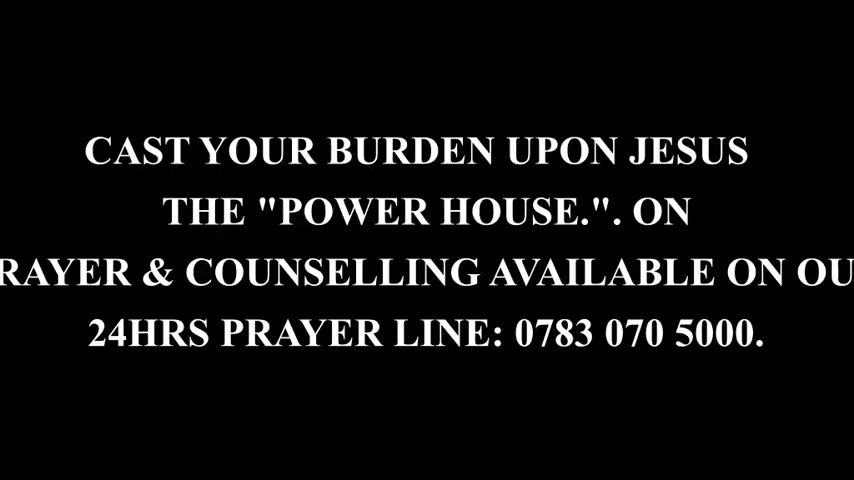 CAST YOUR BURDEN UPON JESUS
THE "POWER HOUSE.". ON
RAYER & COUNSELLING AVAILABLE ON OU
24HRS PRAYER LINE: 0783 070 5000.